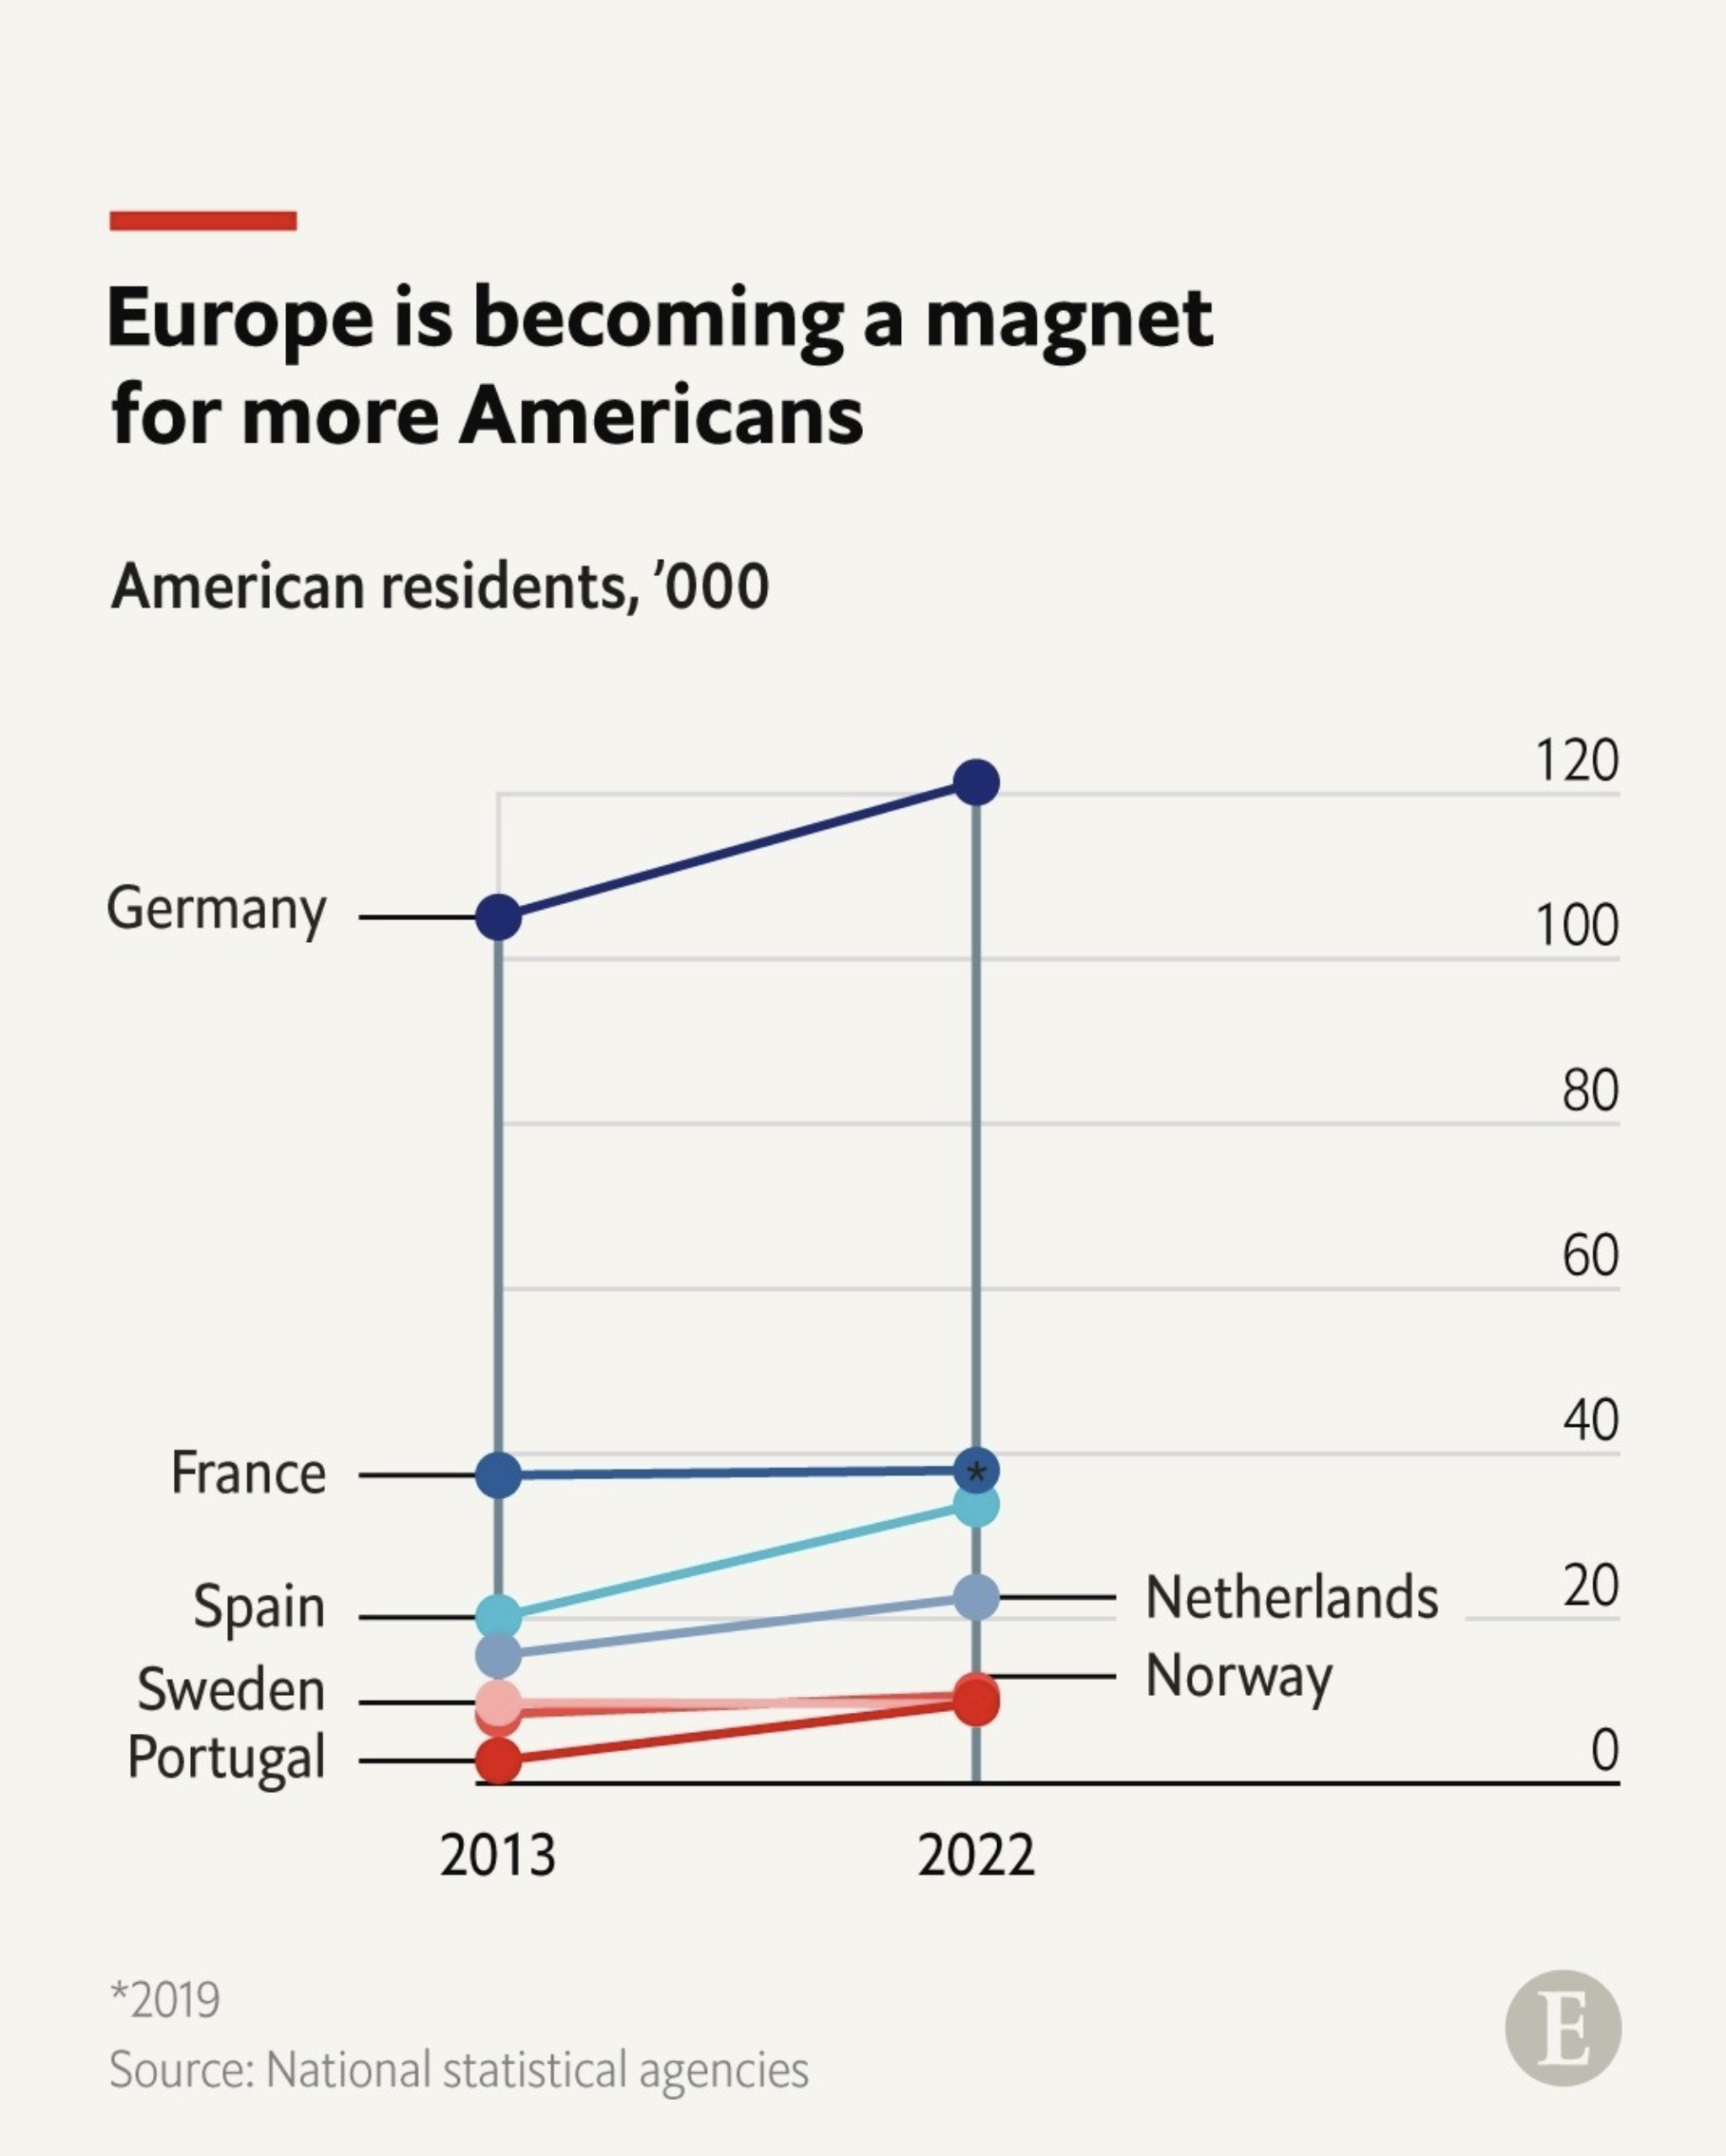 Europe is becoming a magnet
for more Americans
American residents, ’000
120
Germany
100
80
60
40
France
Spain
Netherlands
20
Sweden
Norway
Portugal
0
*
2013
2022
*2019
Source: National statistical agencies
E